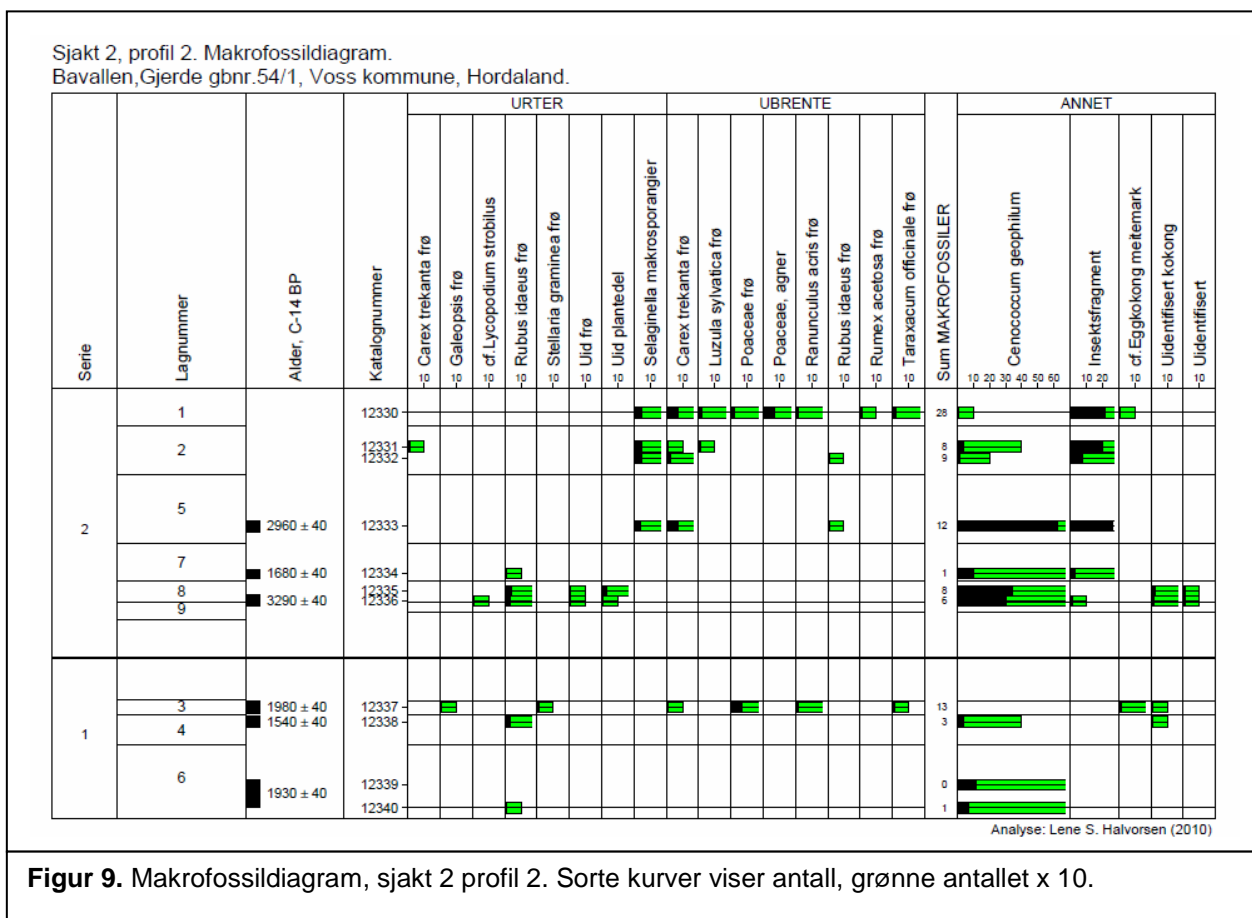 Sjakt 2, profil 2. Makrofossildiagram.
Bavallen,Gjerde gbnr.54/1, Voss kommune, Hordaland.
URTER UBRENTE ANNET
Serie
Lagnummer
Alder, C-14 BP
Katalognummer
Carex trekanta frø
Galeopsis frø
cf.Lycopodium strobilus
Rubus idaeus frø
Stellaria graminea frø
Uid frø
Uid plantedel
Selaginella makrosporangier
Carex trekanta frø
Luzula sylvatica frø
Poaceae frø
Poaceae, agner
Ranunculus acris frø
Rubus idaeus frø
Rumex acetosa frø
Taraxacum officinale frø
Sum MAKROFOSSILER
Cenococcum geophilum
Insektsfragment
cf.Eggkokong meitemark
Uidentifisert kokong
Uidentifisert
10 10 10 10 10 10 10 10 10 10 10 10 10 10 10 10 10 20 30 40 50 60 10 20 10 10 10
1 12330 28
2 12331 8
12332 9
5
2 2960 ± 40 12333 12
7
1680 ± 40 12334 1
8 12335 8
3290 ± 40 12336 6
9
3 1980 ± 40 12337 13
4 1540 ± 40 12338 3
1
6 12339 0
1930 ± 40
12340 1
Analyse: Lene S. Halvorsen (2010)
Figur 9. Makrofossildiagram, sjakt 2 profil 2. Sorte kurver viser antall, grønne antallet x 10.